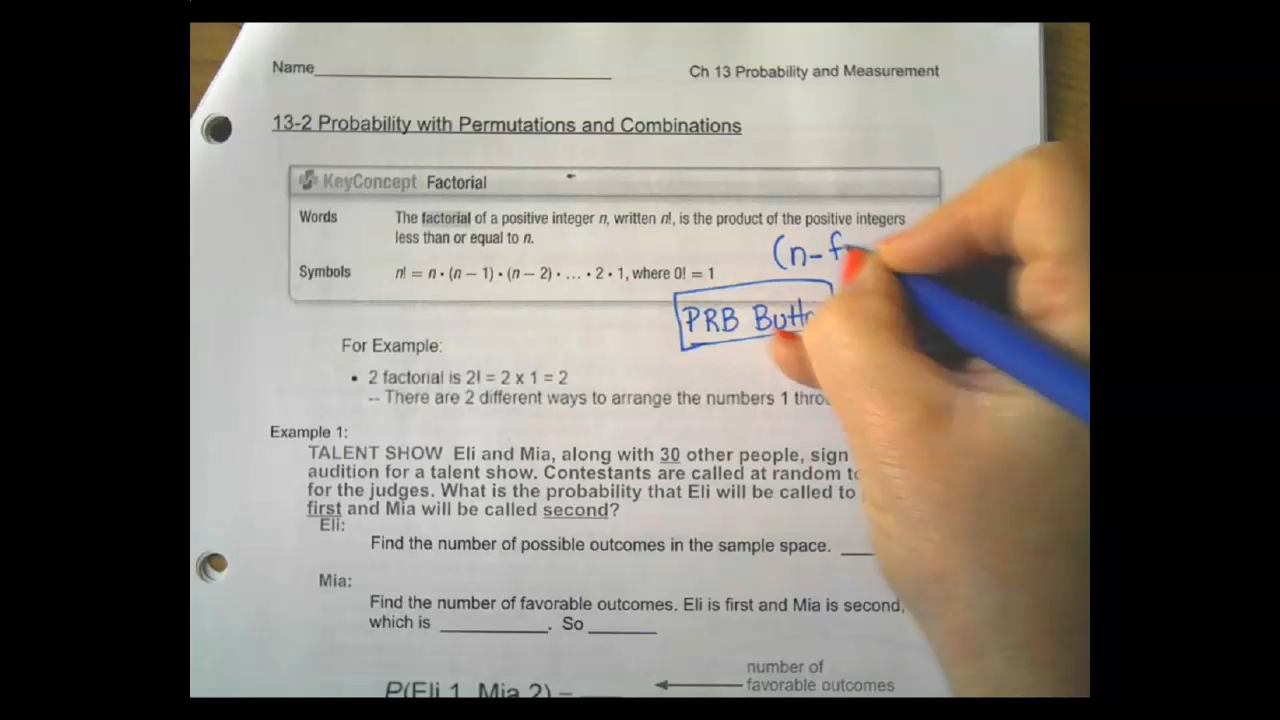 Name
Ch 13 Probability and Measurement
13-2 Probability with Permutations and Combinations
KeyConcept Factorial
Words The factorial of a positive integer n, written n!, is the product of the positive integers
less than or equal to n.
(n-f
Symbols n! = n • (n − 1) • (n − 2) • … • 2 • 1, where 0! = 1
PRB
For Example:
• 2 factorial is 2! = 2 x 1 = 2
-- There are 2 different ways to arrange the numbers 1
Example 1:
TALENT SHOW Eli and Mia, along with 30 other people, sign
audition for a talent show. Contestants are called at random
for the judges. What is the probability that Eli will be called to
first and Mia will be called second?
Eli:
Find the number of possible outcomes in the sample space.
Mia:
Find the number of favorable outcomes. Eli is first and Mia is second,
which is __________. So ______
number of
favorable outcomes
P(Eli 1, Mia 2) =